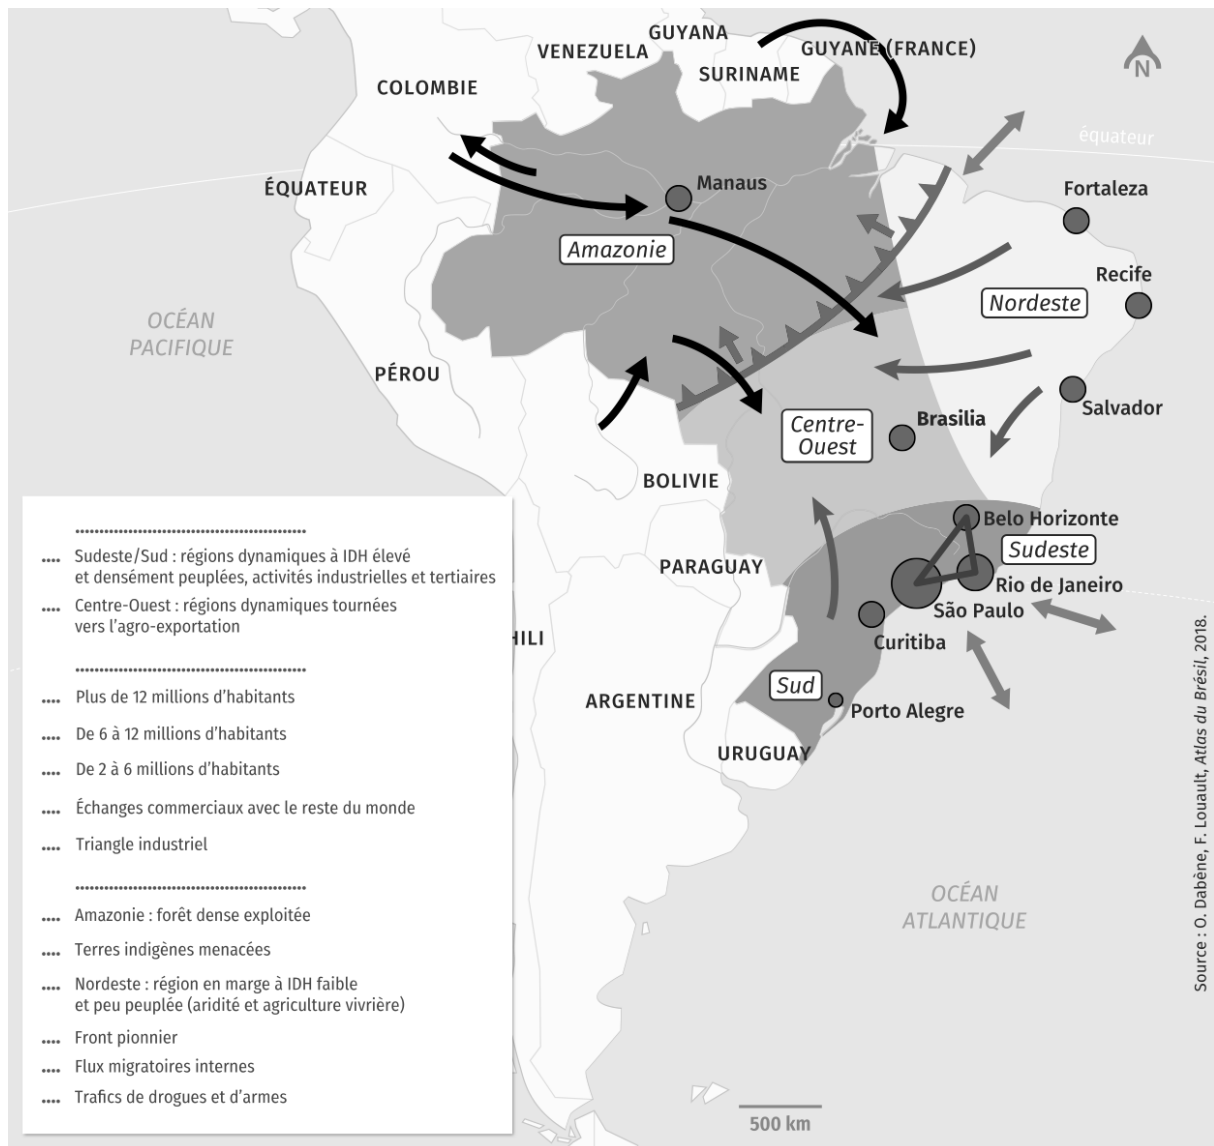 GUYANA
VENEZUELA
GUYANE (FRANCE)
SURINAME
COLOMBIE
N
équateur
ÉQUATEUR
Manaus
Fortaleza
Amazonie
Recife
Nordeste
OCÉAN
PACIFIQUE
PÉROU
Salvador
Centre-
Ouest
Brasilia
BOLIVIE
Belo Horizonte
Sudeste
PARAGUAY
Rio de Janeiro
São Paulo
Curitiba
HILI
Sud
ARGENTINE
Porto Alegre
URUGUAY
OCÉAN
ATLANTIQUE
500 km
Source : O. Dabène, F. Louault, Atlas du Brésil, 2018.
................................................
.... Sudeste/Sud : régions dynamiques à IDH élevé
et densément peuplées, activités industrielles et tertiaires
.... Centre-Ouest : régions dynamiques tournées
vers l’agro-exportation
................................................
.... Plus de 12 millions d’habitants
.... De 6 à 12 millions d’habitants
.... De 2 à 6 millions d’habitants
.... Échanges commerciaux avec le reste du monde
.... Triangle industriel
................................................
.... Amazonie : forêt dense exploitée
.... Terres indigènes menacées
.... Nordeste : région en marge à IDH faible
et peu peuplée (aridité et agriculture vivrière)
.... Front pionnier
.... Flux migratoires internes
.... Trafics de drogues et d’armes